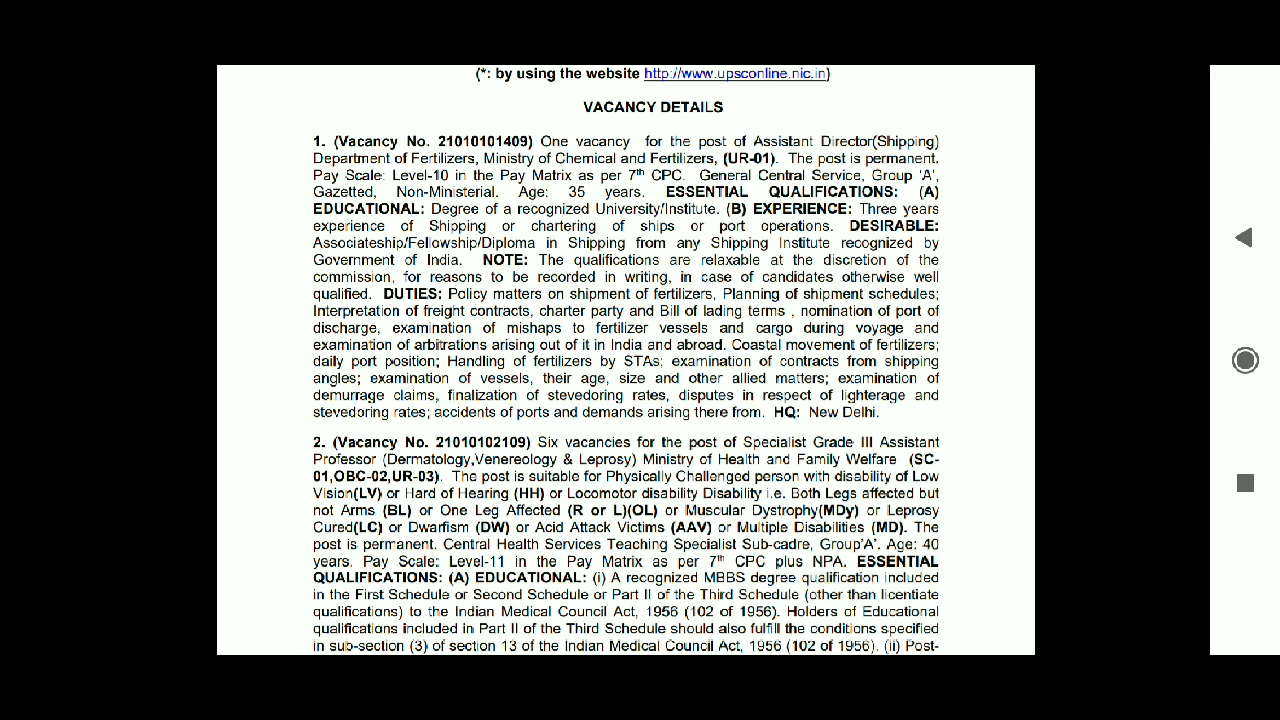 (*: by using the website http://www.upsconline.nic.in)
VACANCY DETAILS
1. (Vacancy No. 21010101409) One vacancy for the post of Assistant Director(Shipping)
Department of Fertilizers, Ministry of Chemical and Fertilizers, (UR-01). The post is permanent.
Pay Scale: Level-10 in the Pay Matrix as per 7th CPC. General Central Service, Group 'A',
Gazetted, Non-Ministerial. Age: 35 years. ESSENTIAL QUALIFICATIONS: (A)
EDUCATIONAL: Degree of a recognized University/Institute. (B) EXPERIENCE: Three years
experience of Shipping or chartering of ships or port operations. DESIRABLE:
Associateship/Fellowship/Diploma in Shipping from any Shipping Institute recognized by
Government of India. NOTE: The qualifications are relaxable at the discretion of the
commission, for reasons to be recorded in writing, in case of candidates otherwise well
qualified. DUTIES: Policy matters on shipment of fertilizers, Planning of shipment schedules;
Interpretation of freight contracts, charter party and Bill of lading terms , nomination of port of
discharge, examination of mishaps to fertilizer vessels and cargo during voyage and
examination of arbitrations arising out of it in India and abroad. Coastal movement of fertilizers;
daily port position; Handling of fertilizers by STAs; examination of contracts from shipping
angles; examination of vessels, their age, size and other allied matters; examination of
demurrage claims, finalization of stevedoring rates, disputes in respect of lighterage and
stevedoring rates; accidents of ports and demands arising there from. HQ: New Delhi.
2. (Vacancy No. 21010102109) Six vacancies for the post of Specialist Grade III Assistant
Professor (Dermatology,Venereology & Leprosy) Ministry of Health and Family Welfare (SC-
01,OBC-02,UR-03). The post is suitable for Physically Challenged person with disability of Low
Vision(LV) or Hard of Hearing (HH) or Locomotor disability Disability i.e. Both Legs affected but
not Arms (BL) or One Leg Affected (R or L)(OL) or Muscular Dystrophy(MDy) or Leprosy
Cured(LC) or Dwarfism (DW) or Acid Attack Victims (AAV) or Multiple Disabilities (MD). The
post is permanent. Central Health Services Teaching Specialist Sub-cadre, Group'A'. Age: 40
years. Pay Scale: Level-11 in the Pay Matrix as per 7th CPC plus NPA. ESSENTIAL
QUALIFICATIONS: (A) EDUCATIONAL: (i) A recognized MBBS degree qualification included
in the First Schedule or Second Schedule or Part II of the Third Schedule (other than licentiate
qualifications) to the Indian Medical Council Act, 1956 (102 of 1956). Holders of Educational
qualifications included in Part II of the Third Schedule should also fulfill the conditions specified
in sub-section (3) of section 13 of the Indian Medical Council Act, 1956 (102 of 1956). (ii) Post-